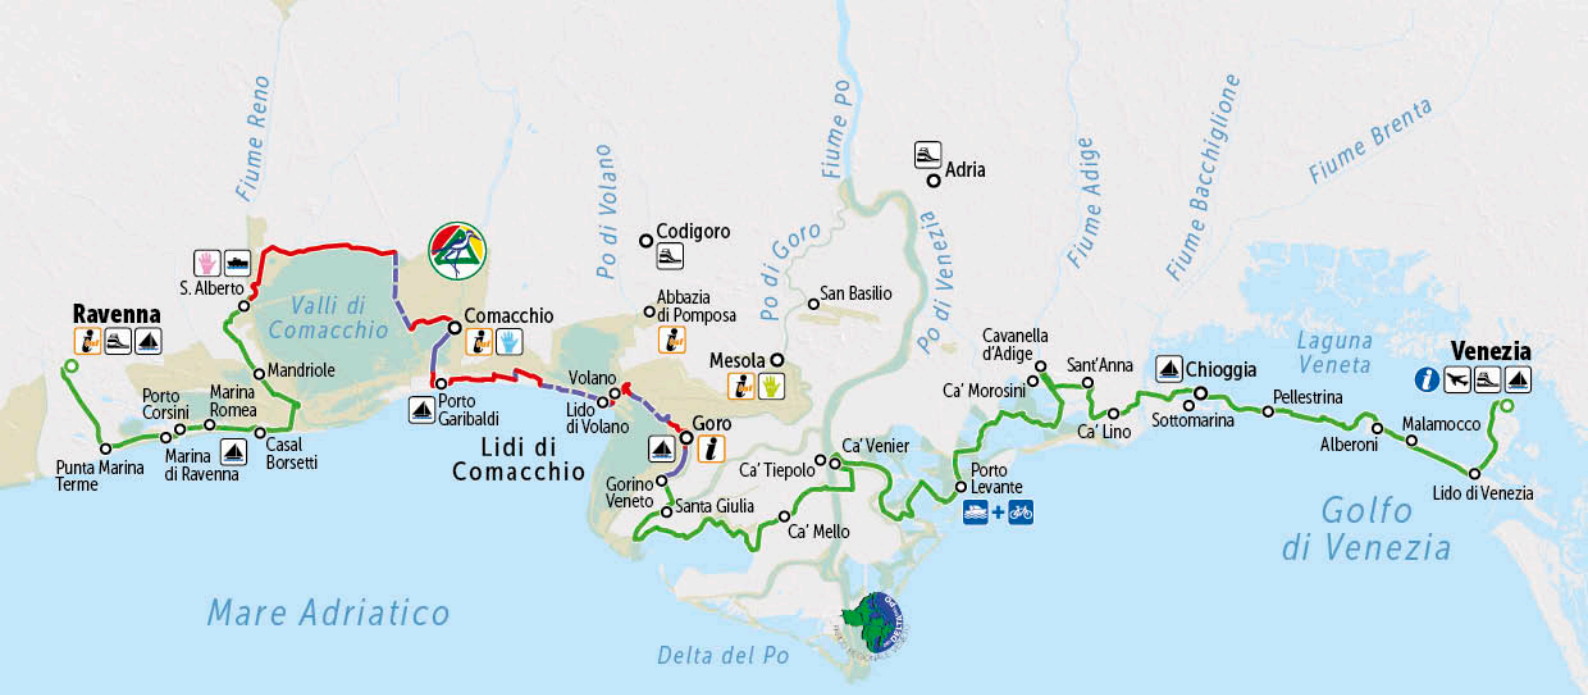 Fiume Reno
Po di Volano
Fiume Po
Adria
Fiume Adige
Fiume Bacchiglione
Fiume Brenta
Codigoro
Po di Goro
Po di Venezia
S. Alberto
Valli di
Comacchio
Ravenna
Comacchio
Abbazia
di Pomposa
San Basilio
Mesola
Cavanella
d'Adige
Sant'Anna
Ca' Morosini
Chioggia
Laguna
Veneta
Venezia
Mandriole
Porto
Corsini
Marina
Romea
Porto
Garibaldi
Volano
Lido
di Volano
Goro
Ca' Lino
Sottomarina
Pellestrina
Alberoni
Malamocco
Punta Marina
Terme
Marina
di Ravenna
Casal
Borsetti
Lidi di
Comacchio
Gorino
Veneto
Santa Giulia
Ca' Tiepolo
Ca' Venier
Ca' Mello
Porto
Levante
Lido di Venezia
Golfo
di Venezia
Mare Adriatico
Delta del Po